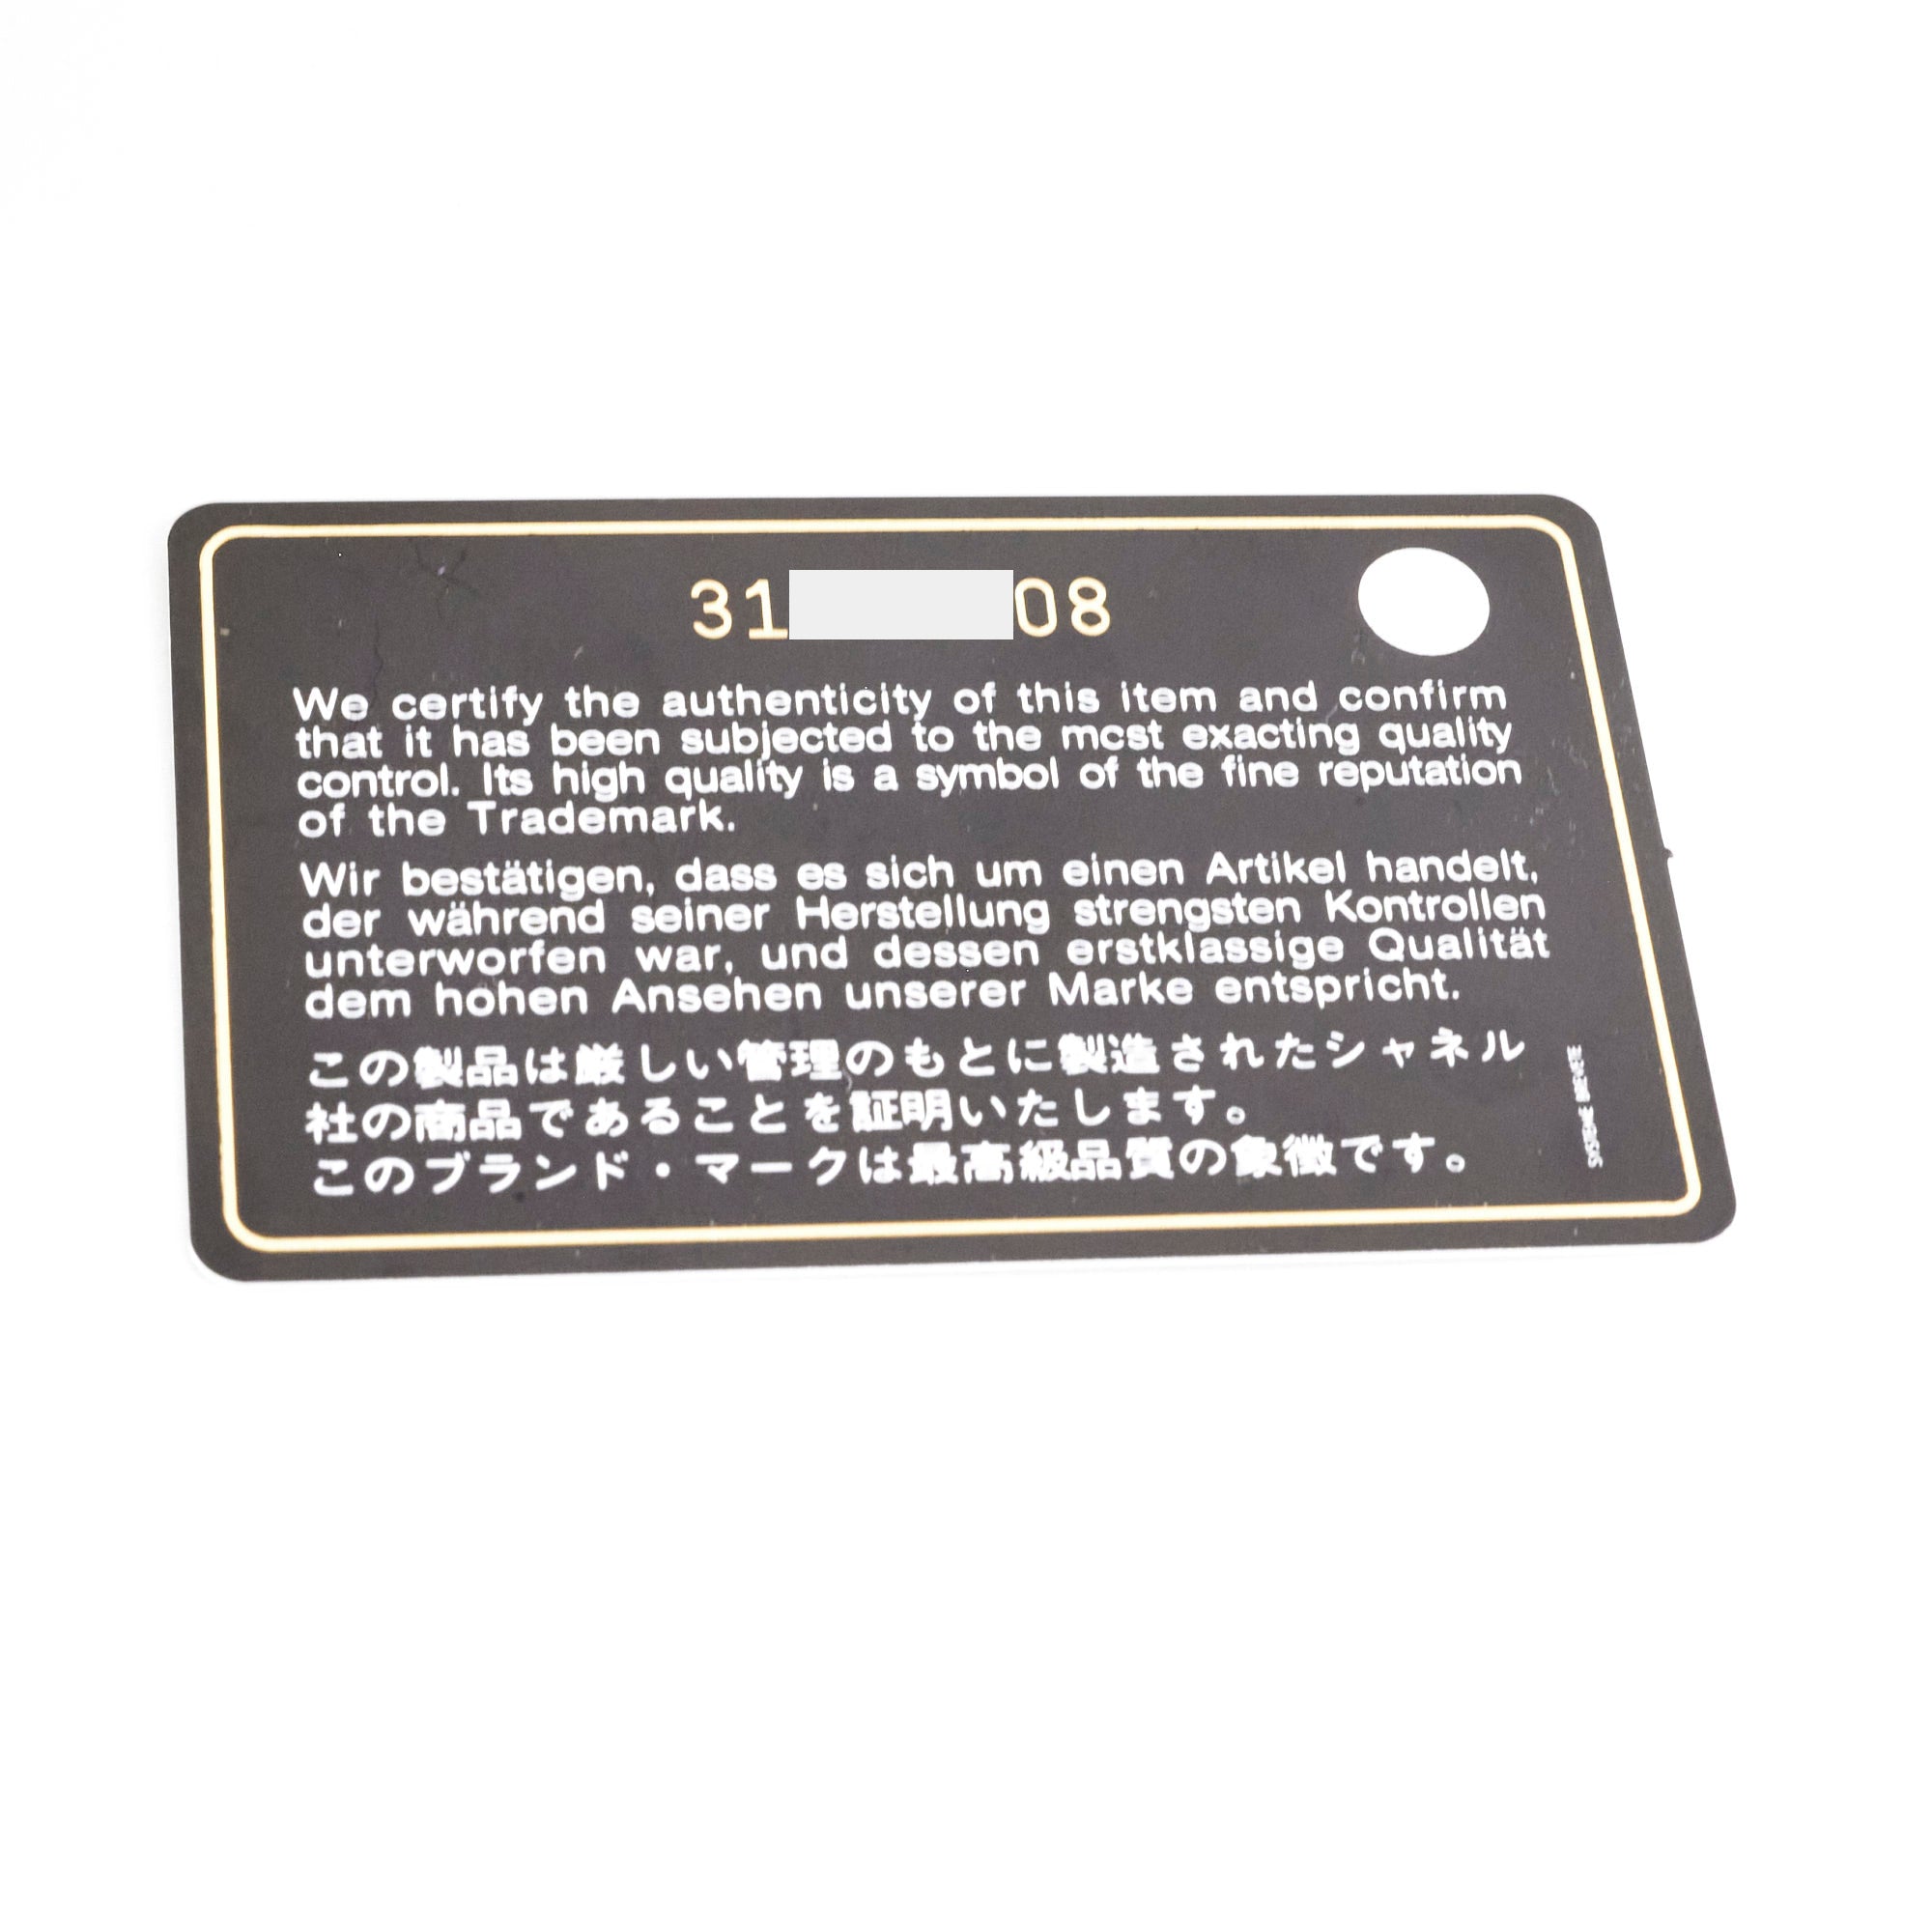 31 08
We certify the authenticity of this item and confirm
that it has been subjected to the mcst exacting quality
control. Its high quality is a symbol of the fine reputation
of the Trademark.
Wir bestätigen, dass es sich um einen Artikel handelt,
der während seiner Herstellung strengsten Kontrollen
unterworfen war, und dessen erstklassige Qualität
dem hohen Ansehen unserer Marke entspricht.
この製品は厳しい管理のもとに製造されたシャネル
社の商品であることを証明いたします。
このブランド・マークは最高級品質の象徴です。